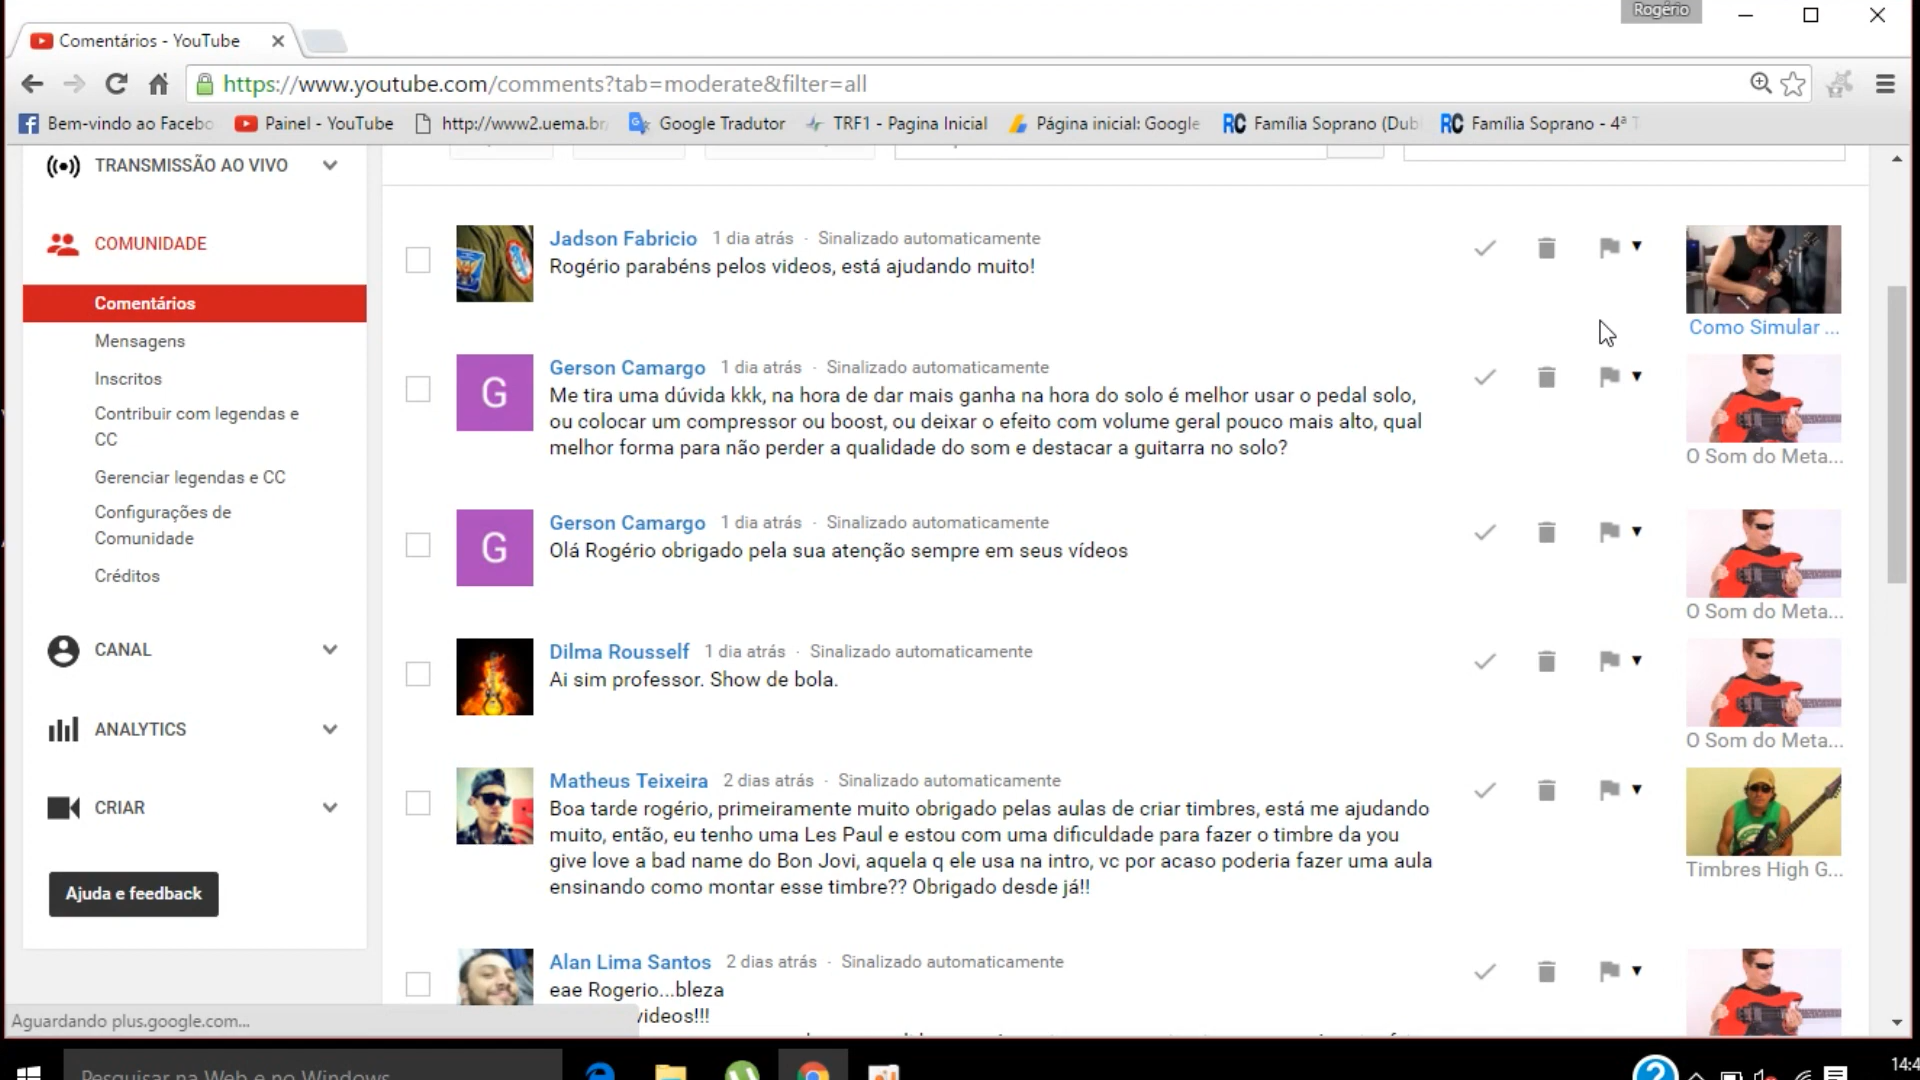 Rogério
Comentários - YouTube
https://www.youtube.com/comments?tab=moderate&filter=all
Bem-vindo ao Facebo
Painel - YouTube
http://www2.uema.br/
Google Tradutor
TRF1 - Pagina Inicial
Página inicial: Google
RC Família Soprano (Dub
RC Família Soprano - 4ª T
TRANSMISSÃO AO VIVO
COMUNIDADE
Comentários
Mensagens
Inscritos
Contribuir com legendas e
CC
Gerenciar legendas e CC
Configurações de
Comunidade
Créditos
CANAL
ANALYTICS
CRIAR
Ajuda e feedback
Jadson Fabricio 1 dia atrás · Sinalizado automaticamente
Rogério parabéns pelos videos, está ajudando muito!
Como Simular ...
G
Gerson Camargo 1 dia atrás · Sinalizado automaticamente
Me tira uma dúvida kkk, na hora de dar mais ganha na hora do solo é melhor usar o pedal solo,
ou colocar um compressor ou boost, ou deixar o efeito com volume geral pouco mais alto, qual
melhor forma para não perder a qualidade do som e destacar a guitarra no solo?
O Som do Meta...
G
Gerson Camargo 1 dia atrás · Sinalizado automaticamente
Olá Rogério obrigado pela sua atenção sempre em seus vídeos
O Som do Meta...
Dilma Rousself 1 dia atrás · Sinalizado automaticamente
Ai sim professor. Show de bola.
O Som do Meta...
Matheus Teixeira 2 dias atrás · Sinalizado automaticamente
Boa tarde rogério, primeiramente muito obrigado pelas aulas de criar timbres, está me ajudando
muito, então, eu tenho uma Les Paul e estou com uma dificuldade para fazer o timbre da you
give love a bad name do Bon Jovi, aquela q ele usa na intro, vc por acaso poderia fazer uma aula
ensinando como montar esse timbre?? Obrigado desde já!!
Timbres High G...
Alan Lima Santos 2 dias atrás · Sinalizado automaticamente
eae Rogerio...bleza
videos!!!
Aguardando plus.google.com...
Pesquisar na Web e no Windows
14:4